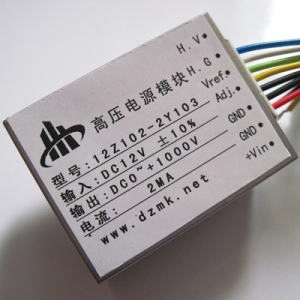 高压电源模块
型号:12Z102-2Y103
输入:DC12V ±10%
输出:DC0~+1000V
电流: 2MA
www.dzmk.net
H.V
H.G
Vref.
Adj.
GND
GND
+Vin